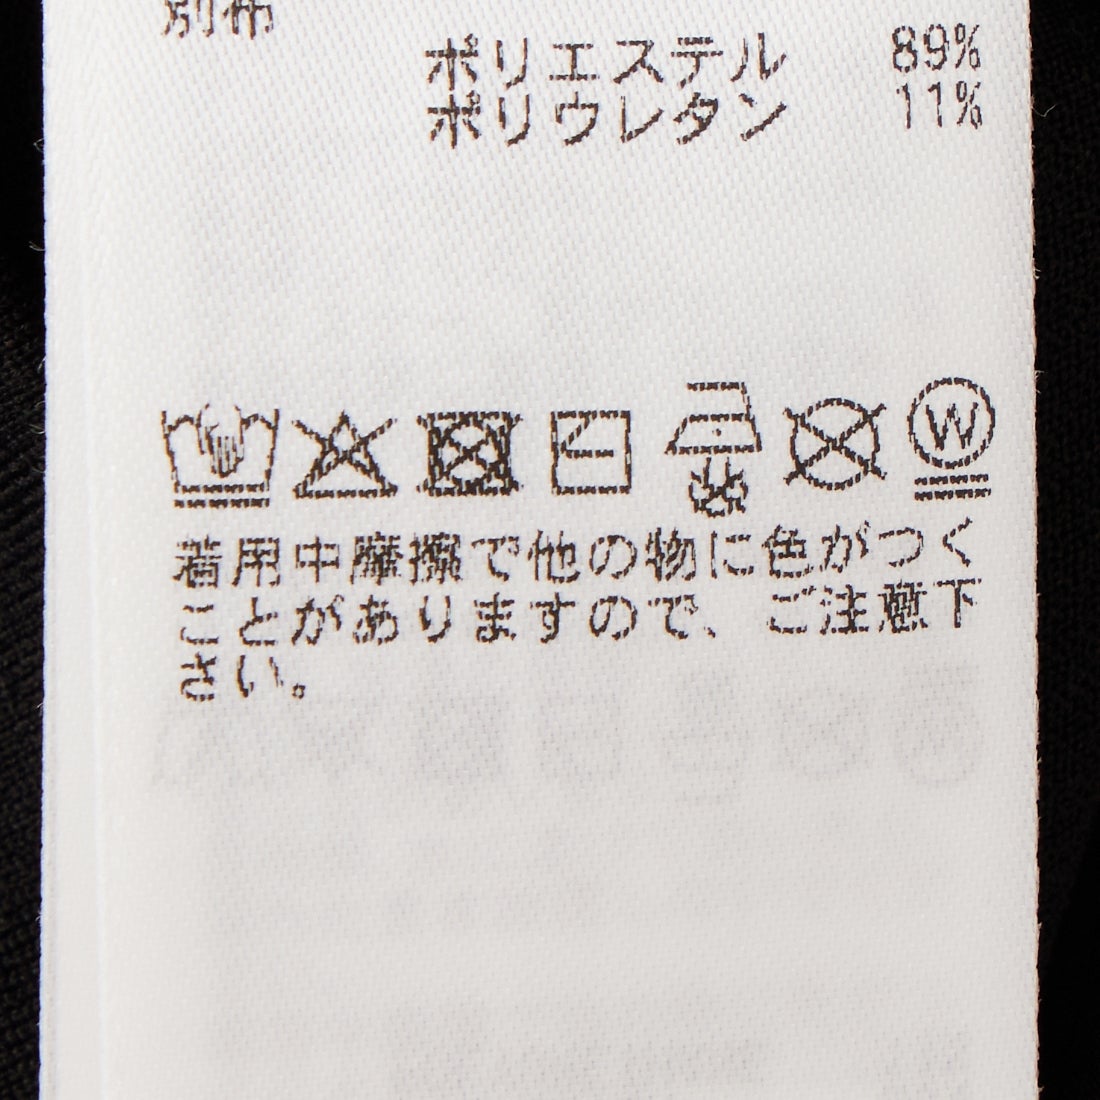 別布
ポリエステル 89%
ポリウレタン 11%
W
着用中摩擦で他の物に色がつく
ことがありますので、ご注意下
さい。